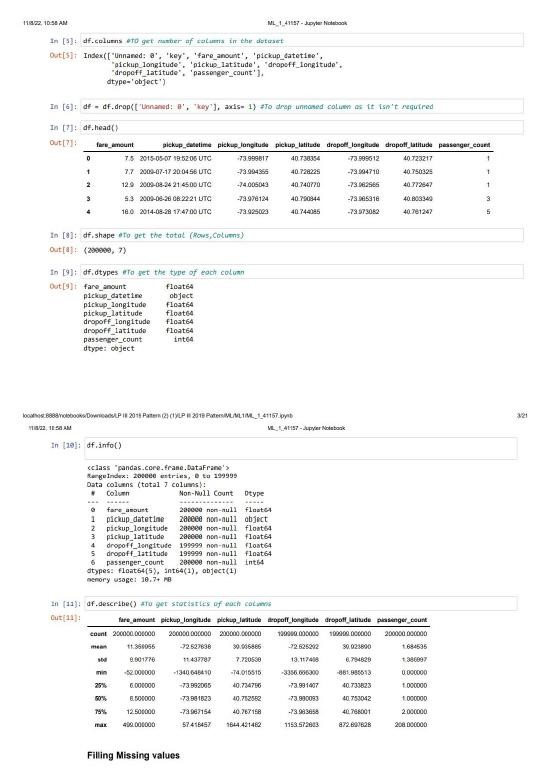 11/8/22, 10:58 AM ML_1_41157 - Jupyter Notebook
In [5]: df.columns #TO get number of columns in the dataset
Out[5]: Index(['Unnamed: 0', 'key', 'fare_amount', 'pickup_datetime',
'pickup_longitude', 'pickup_latitude', 'dropoff_longitude',
'dropoff_latitude', 'passenger_count'],
dtype='object')
In [6]: df = df.drop(['Unnamed: 0', 'key'], axis= 1) #To drop unnamed column as it isn't required
In [7]: df.head()
Out[7]: fare_amount pickup_datetime pickup_longitude pickup_latitude dropoff_longitude dropoff_latitude passenger_count
0 7.5 2015-05-07 19:52:06 UTC -73.999817 40.738354 -73.999512 40.723217 1
1 7.7 2009-07-17 20:04:56 UTC -73.994355 40.728225 -73.994710 40.750325 1
2 12.9 2009-08-24 21:45:00 UTC -74.005043 40.740770 -73.962565 40.772647 1
3 5.3 2009-06-26 08:22:21 UTC -73.976124 40.790844 -73.965316 40.803349 3
4 16.0 2014-08-28 17:47:00 UTC -73.925023 40.744085 -73.973082 40.761247 5
In [8]: df.shape #To get the total (Rows,Columns)
Out[8]: (200000, 7)
In [9]: df.dtypes #To get the type of each column
Out[9]: fare_amount float64
pickup_datetime object
pickup_longitude float64
pickup_latitude float64
dropoff_longitude float64
dropoff_latitude float64
passenger_count int64
dtype: object
localhost:8888/notebooks/Downloads/LP III 2019 Pattern (2) (1)/LP III 2019 Pattern/ML/ML1/ML_1_41157.ipynb 3/21
11/8/22, 10:58 AM ML_1_41157 - Jupyter Notebook
In [10]: df.info()
<class 'pandas.core.frame.DataFrame'>
RangeIndex: 200000 entries, 0 to 199999
Data columns (total 7 columns):
# Column Non-Null Count Dtype
--- ------ -------------- -----
0 fare_amount 200000 non-null float64
1 pickup_datetime 200000 non-null object
2 pickup_longitude 200000 non-null float64
3 pickup_latitude 200000 non-null float64
4 dropoff_longitude 199999 non-null float64
5 dropoff_latitude 199999 non-null float64
6 passenger_count 200000 non-null int64
dtypes: float64(5), int64(1), object(1)
memory usage: 10.7+ MB
In [11]: df.describe() #To get statistics of each columns
Out[11]: fare_amount pickup_longitude pickup_latitude dropoff_longitude dropoff_latitude passenger_count
count 200000.000000 200000.000000 200000.000000 199999.000000 199999.000000 200000.000000
mean 11.359955 -72.527638 39.935885 -72.525292 39.923890 1.684535
std 9.901776 11.437787 7.720539 13.117408 6.794829 1.385997
min -52.000000 -1340.648410 -74.015515 -3356.666300 -881.985513 0.000000
25% 6.000000 -73.992065 40.734796 -73.991407 40.733823 1.000000
50% 8.500000 -73.981823 40.752592 -73.980093 40.753042 1.000000
75% 12.500000 -73.967154 40.767158 -73.963658 40.768001 2.000000
max 499.000000 57.418457 1644.421482 1153.572603 872.697628 208.000000
Filling Missing values